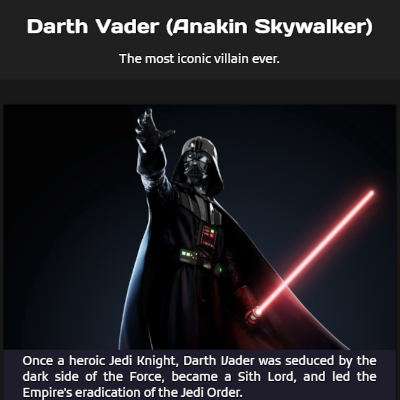 Darth Vader (Anakin Skywalker)
The most iconic villain ever.
Once a heroic Jedi Knight, Darth Vader was seduced by the
dark side of the Force, became a Sith Lord, and led the
Empire's eradication of the Jedi Order.